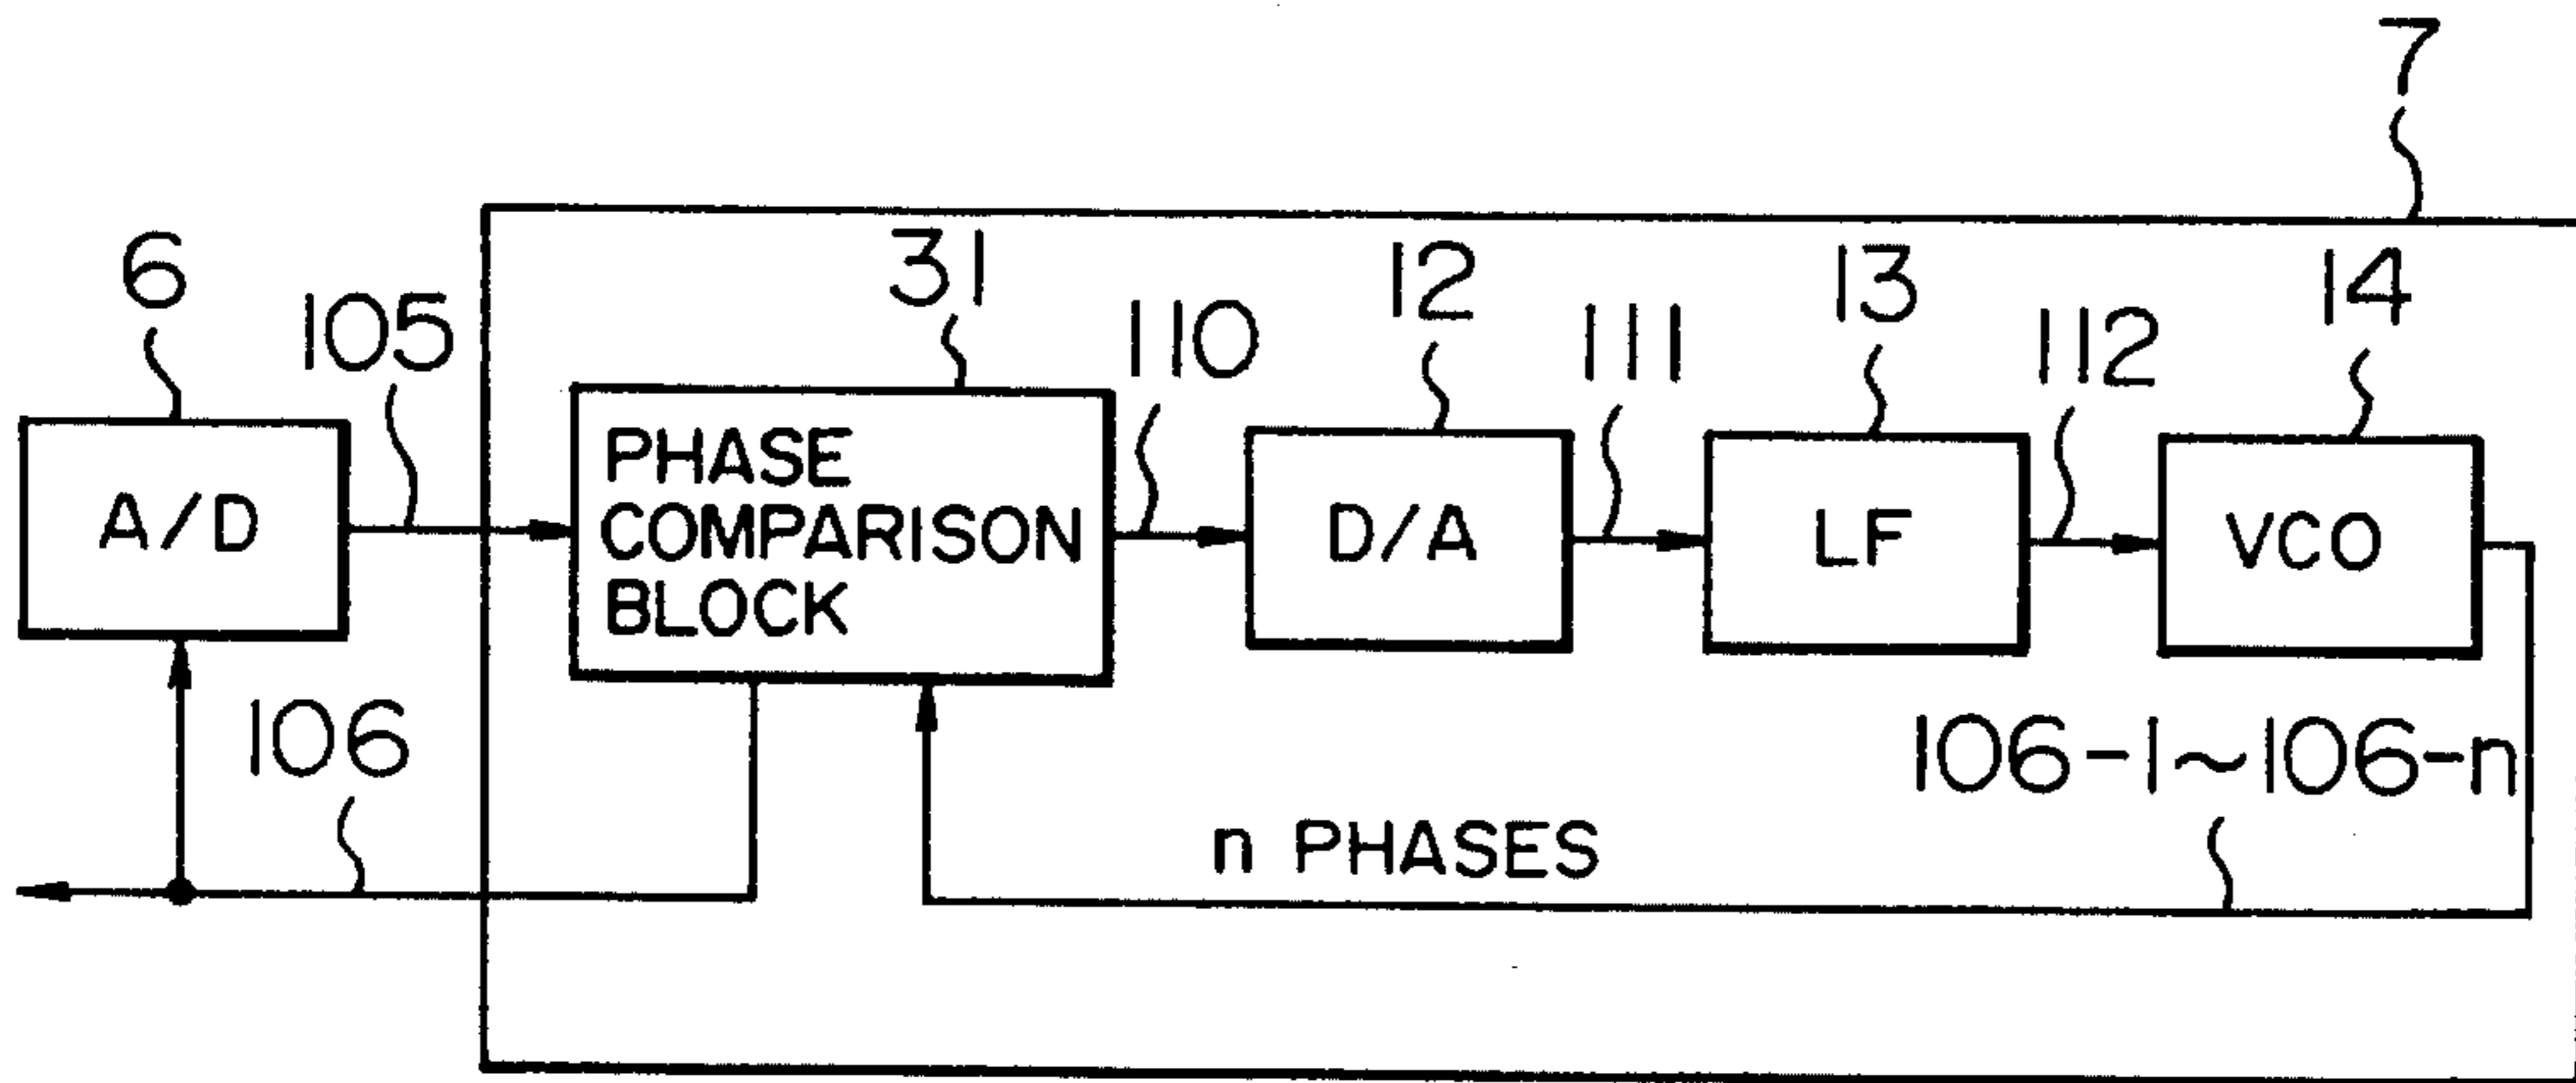 7
6
105
31
110
12
111
13
112
14
A/D
PHASE
COMPARISON
BLOCK
D/A
LF
VCO
106
106-1~106-n
n PHASES